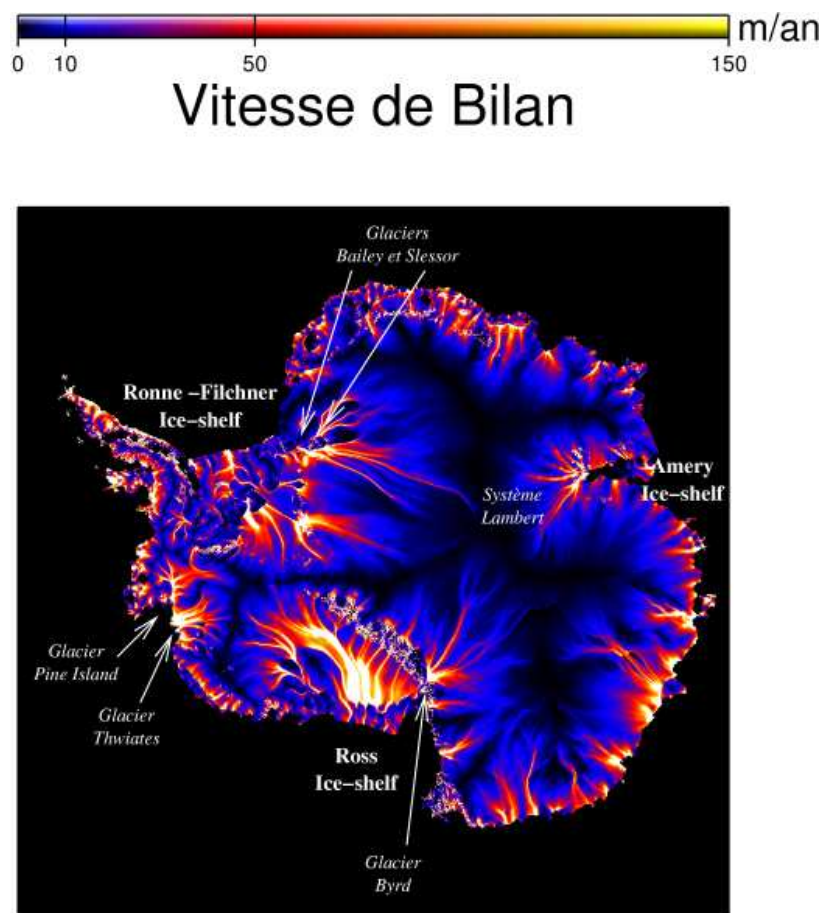 m/an
0 10 50 150
Vitesse de Bilan
Glaciers
Bailey et Slessor
Ronne –Filchner
Ice–shelf
Amery
Ice–shelf
Système
Lambert
Glacier
Pine Island
Glacier
Thwiates
Ross
Ice–shelf
Glacier
Byrd